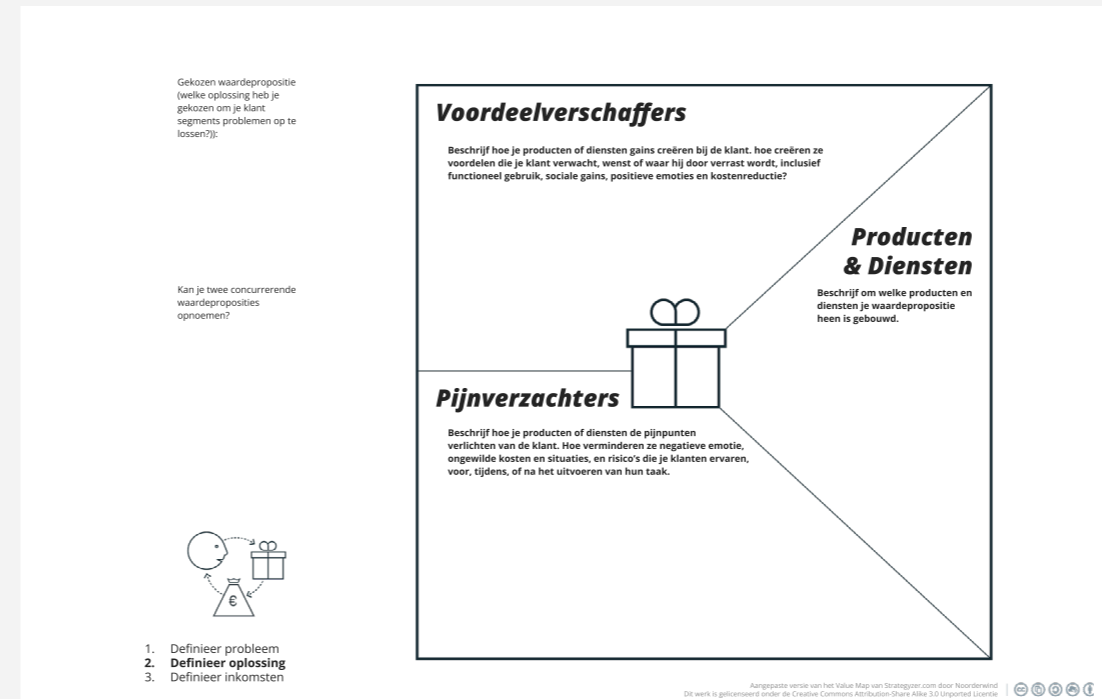 Gekozen waardepropositie
(welke oplossing heb je
gekozen om je klant
segments problemen op te
lossen?)):
Kan je twee concurrerende
waardeproposities
opnoemen?
Voordeelverschaffers
Beschrijf hoe je producten of diensten gains creëren bij de klant. hoe creëren ze
voordelen die je klant verwacht, wenst of waar hij door verrast wordt, inclusief
functioneel gebruik, sociale gains, positieve emoties en kostenreductie?
Producten
& Diensten
Beschrijf om welke producten en
diensten je waardepropositie
heen is gebouwd.
Pijnverzachters
Beschrijf hoe je producten of diensten de pijnpunten
verlichten van de klant. Hoe verminderen ze negatieve emotie,
ongewilde kosten en situaties, en risico's die je klanten ervaren,
voor, tijdens, of na het uitvoeren van hun taak.
€
1. Definieer probleem
2. Definieer oplossing
3. Definieer inkomsten
Aangepaste versie van het Value Map van Strategyzer.com door Noorderwind
Dit werk is gelicenseerd onder de Creative Commons Attribution-Share Alike 3.0 Unported Licentie